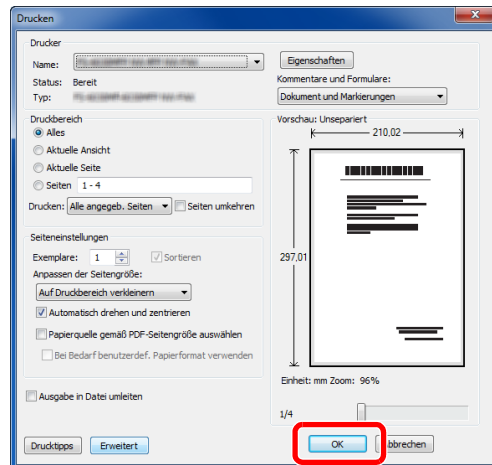 Drucken
Drucker
Name:
Eigenschaften
Status: Bereit
Kommentare und Formulare:
Typ:
Dokument und Markierungen
Druckbereich
Vorschau: Unsepariert
Alles
210,02
Aktuelle Ansicht
Aktuelle Seite
Seiten 1 - 4
Drucken: Alle angegeb. Seiten Seiten umkehren
Seiteneinstellungen
Exemplare: 1 Sortieren
297,01
Anpassen der Seitengröße:
Auf Druckbereich verkleinern
Automatisch drehen und zentrieren
Papierquelle gemäß PDF-Seitengröße auswählen
Bei Bedarf benutzerdef. Papierformat verwenden
Einheit: mm Zoom: 96%
Ausgabe in Datei umleiten
1/4
Drucktipps Erweitert OK Abbrechen